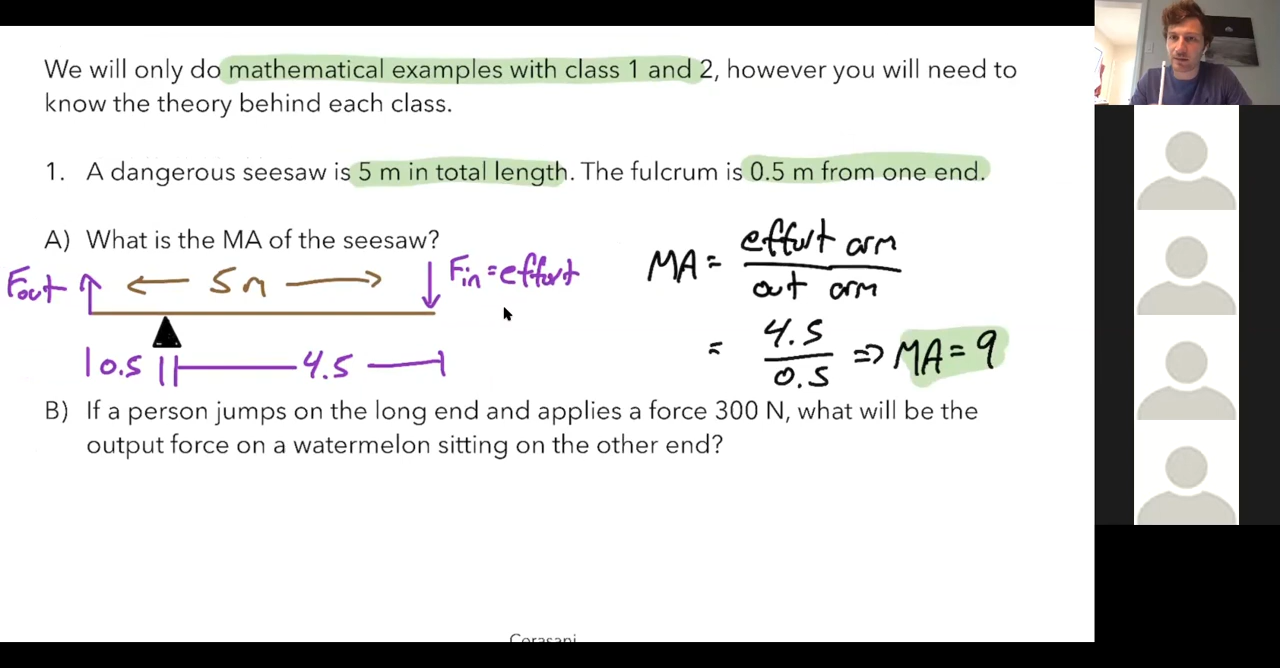 We will only do mathematical examples with class 1 and 2, however you will need to
know the theory behind each class.
1. A dangerous seesaw is 5 m in total length. The fulcrum is 0.5 m from one end.
A) What is the MA of the seesaw?
Fout
5 m
Fin = effort
0.5
4.5
MA = effort arm
out arm
= 4.5
0.5
⇒ MA = 9
B) If a person jumps on the long end and applies a force 300 N, what will be the
output force on a watermelon sitting on the other end?
Corasani